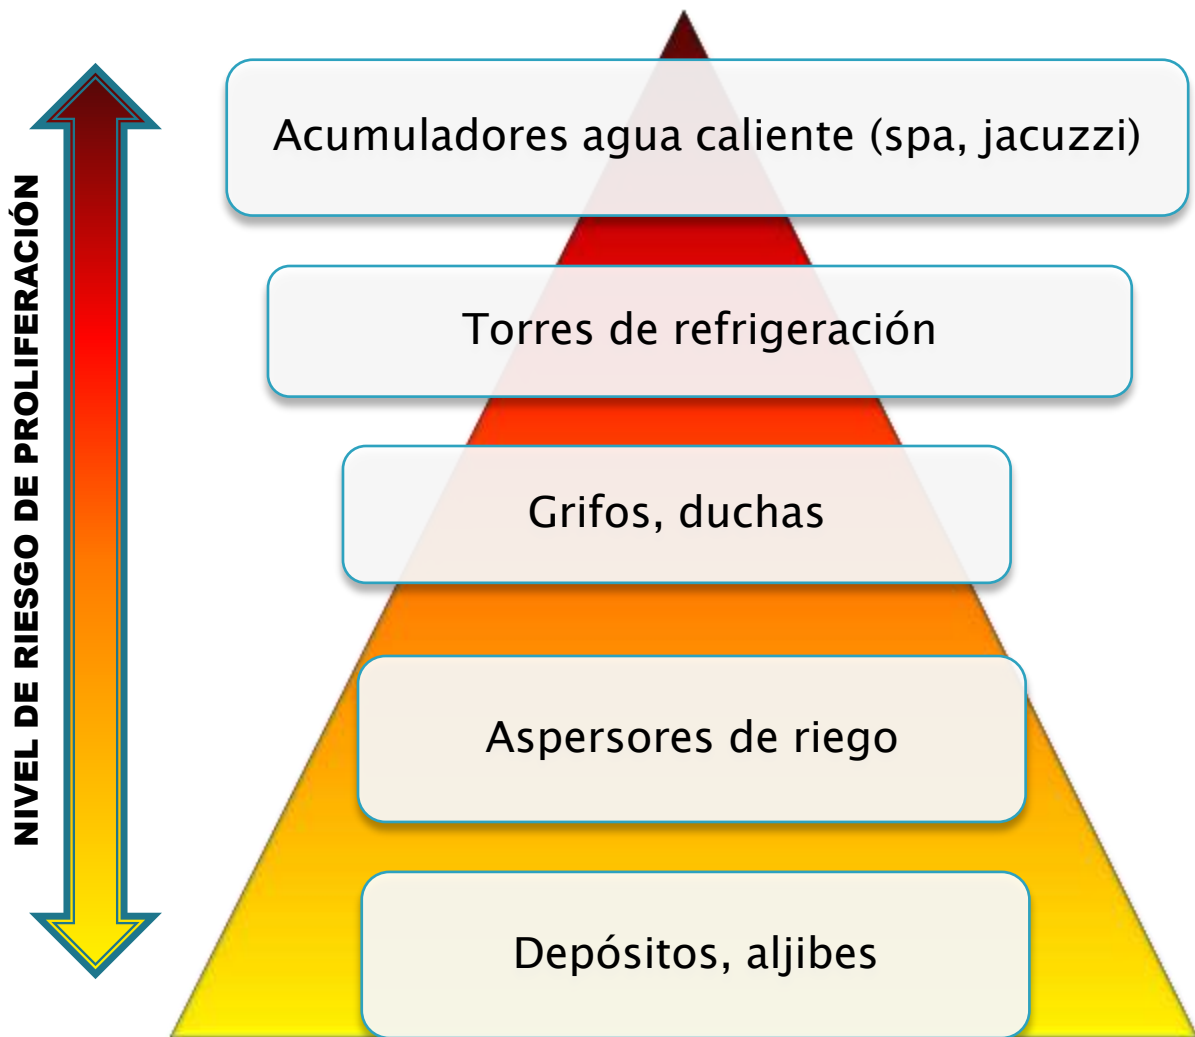 NIVEL DE RIESGO DE PROLIFERACIÓN
Acumuladores agua caliente (spa, jacuzzi)
Torres de refrigeración
Grifos, duchas
Aspersores de riego
Depósitos, aljibes